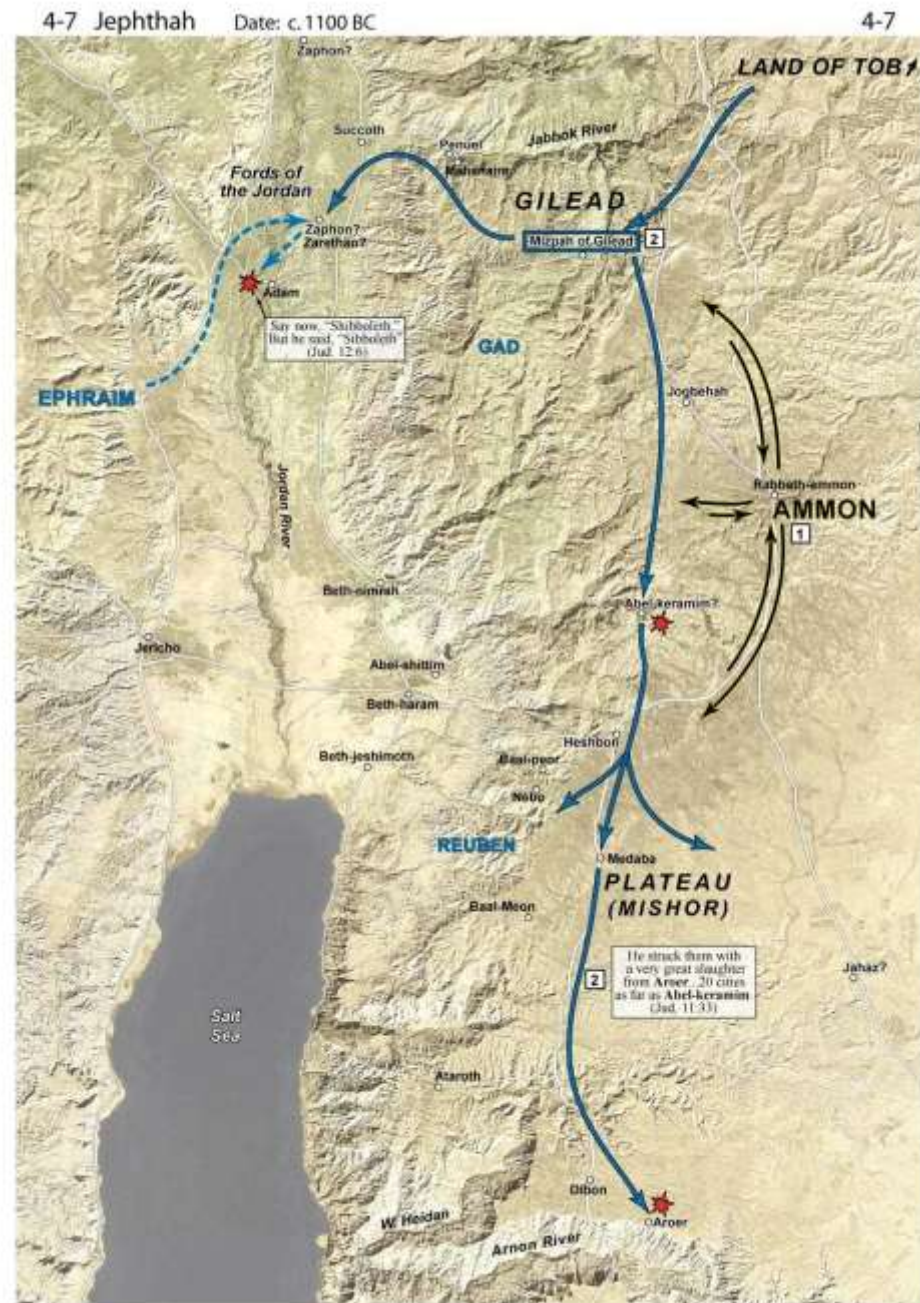 4-7 Jephthah Date: c. 1100 BC 4-7
Zaphon?
LAND OF TOB
Succoth
Jabbok River
Penuel
Mahanaim
Fords of
the Jordan
GILEAD
Zaphon?
Zarethan?
Mizpah of Gilead
2
Adam
Say now, "Shibboleth."
But he said, "Sibboleth"
(Jud. 12:6)
GAD
EPHRAIM
Jogbehah
Jordan River
Rabbath-ammon
AMMON
1
Beth-nimrah
Abel-keramim?
Jericho
Abel-shittim
Beth-haram
Heshbon
Beth-jeshimoth
Baal-peor
Nebo
REUBEN
Medaba
PLATEAU
(MISHOR)
Baal-Meon
He struck them with
a very great slaughter
from Aroer...20 cities
as far as Abel-keramim
(Jud. 11:33)
2
Jahaz?
Salt
Sea
Ataroth
Dibon
W. Heidan
Aroer
Arnon River